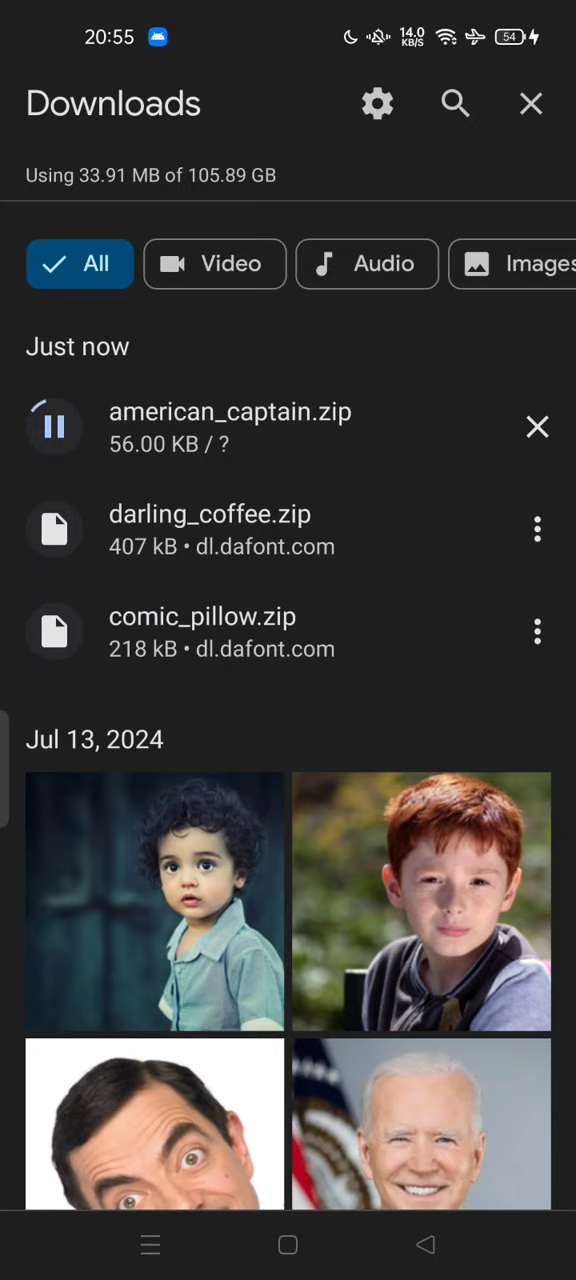 20:55
14.0
KB/S
54
Downloads
Using 33.91 MB of 105.89 GB
All
Video
Audio
Images
Just now
american_captain.zip
56.00 KB / ?
darling_coffee.zip
407 kB • dl.dafont.com
comic_pillow.zip
218 kB • dl.dafont.com
Jul 13, 2024